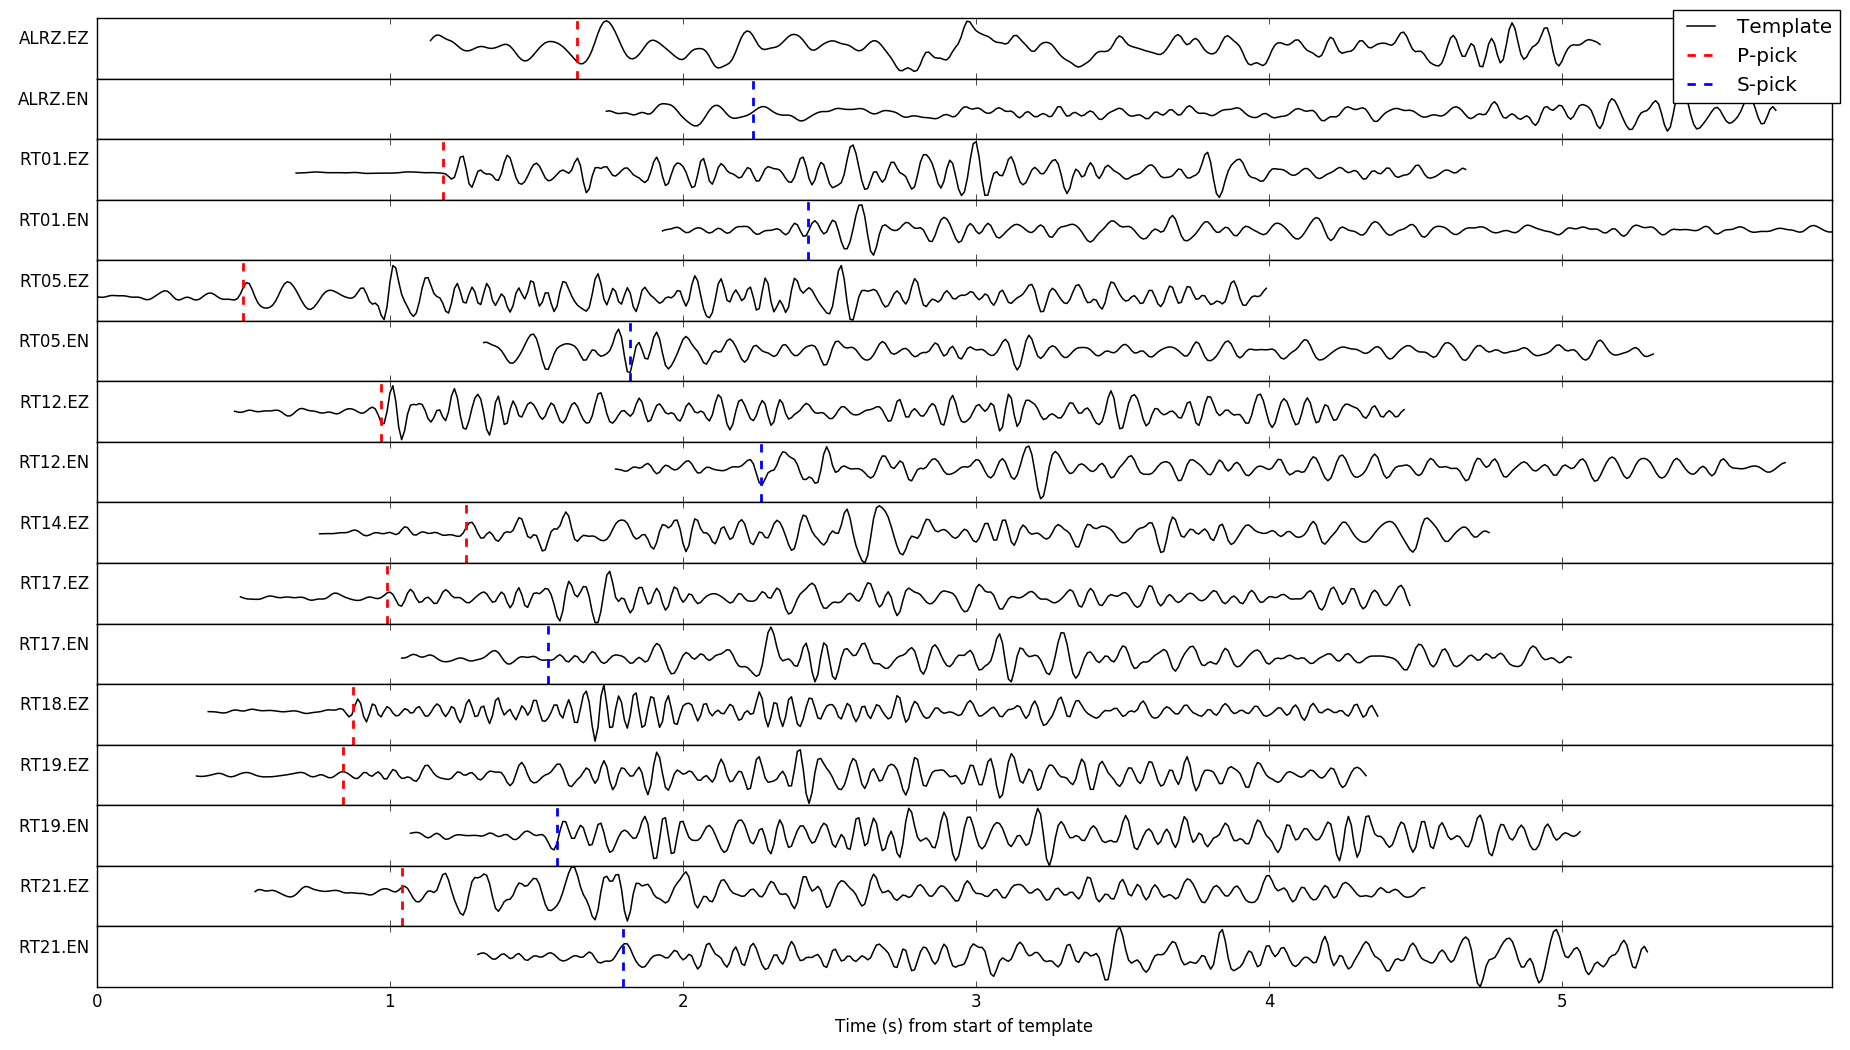 ALRZ.EZ
ALRZ.EN
RT01.EZ
RT01.EN
RT05.EZ
RT05.EN
RT12.EZ
RT12.EN
RT14.EZ
RT17.EZ
RT17.EN
RT18.EZ
RT19.EZ
RT19.EN
RT21.EZ
RT21.EN
Template
P-pick
S-pick
0 1 2 3 4 5
Time (s) from start of template